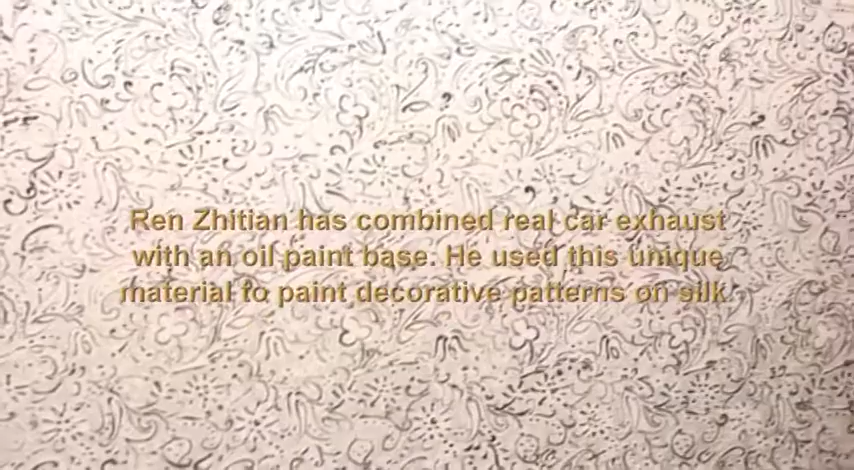 Ren Zhitian has combined real car exhaust
with an oil paint base. He used this unique
material to paint decorative patterns on silk